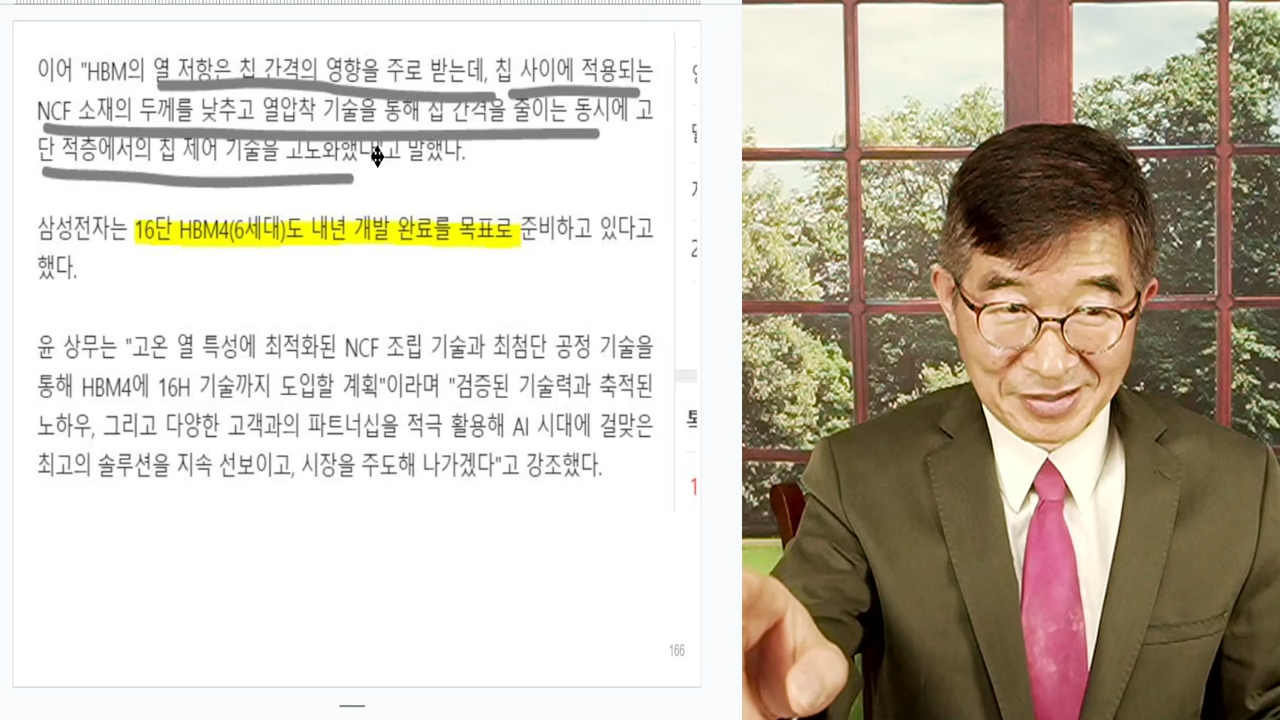 이어 "HBM의 열 저항은 칩 간격의 영향을 주로 받는데, 칩 사이에 적용되는
NCF 소재의 두께를 낮추고 열압착 기술을 통해 칩 간격을 줄이는 동시에 고
단 적층에서의 칩 제어 기술을 고도화했다"고 말했다.
삼성전자는 16단 HBM4(6세대)도 내년 개발 완료를 목표로 준비하고 있다고
했다.
윤 상무는 "고온 열 특성에 최적화된 NCF 조립 기술과 최첨단 공정 기술을
통해 HBM4에 16H 기술까지 도입할 계획"이라며 "검증된 기술력과 축적된
노하우, 그리고 다양한 고객과의 파트너십을 적극 활용해 AI 시대에 걸맞은
최고의 솔루션을 지속 선보이고, 시장을 주도해 나가겠다"고 강조했다.
166